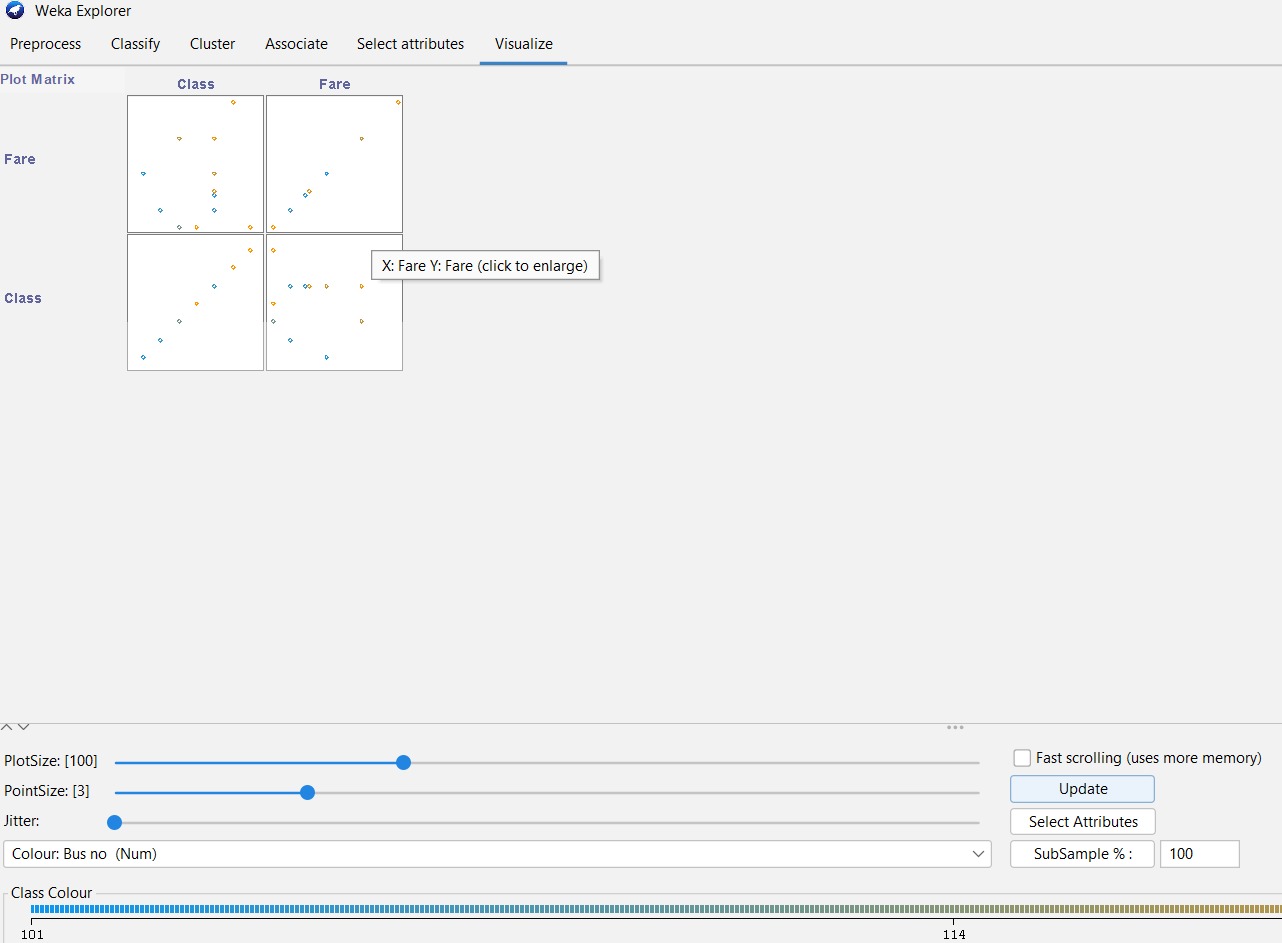 Weka Explorer
Preprocess Classify Cluster Associate Select attributes Visualize
Plot Matrix
Class Fare
Fare
X: Fare Y: Fare (click to enlarge)
Class
PlotSize: [100]
Fast scrolling (uses more memory)
PointSize: [3]
Update
Jitter:
Select Attributes
Colour: Bus no (Num)
SubSample % : 100
Class Colour
101 114